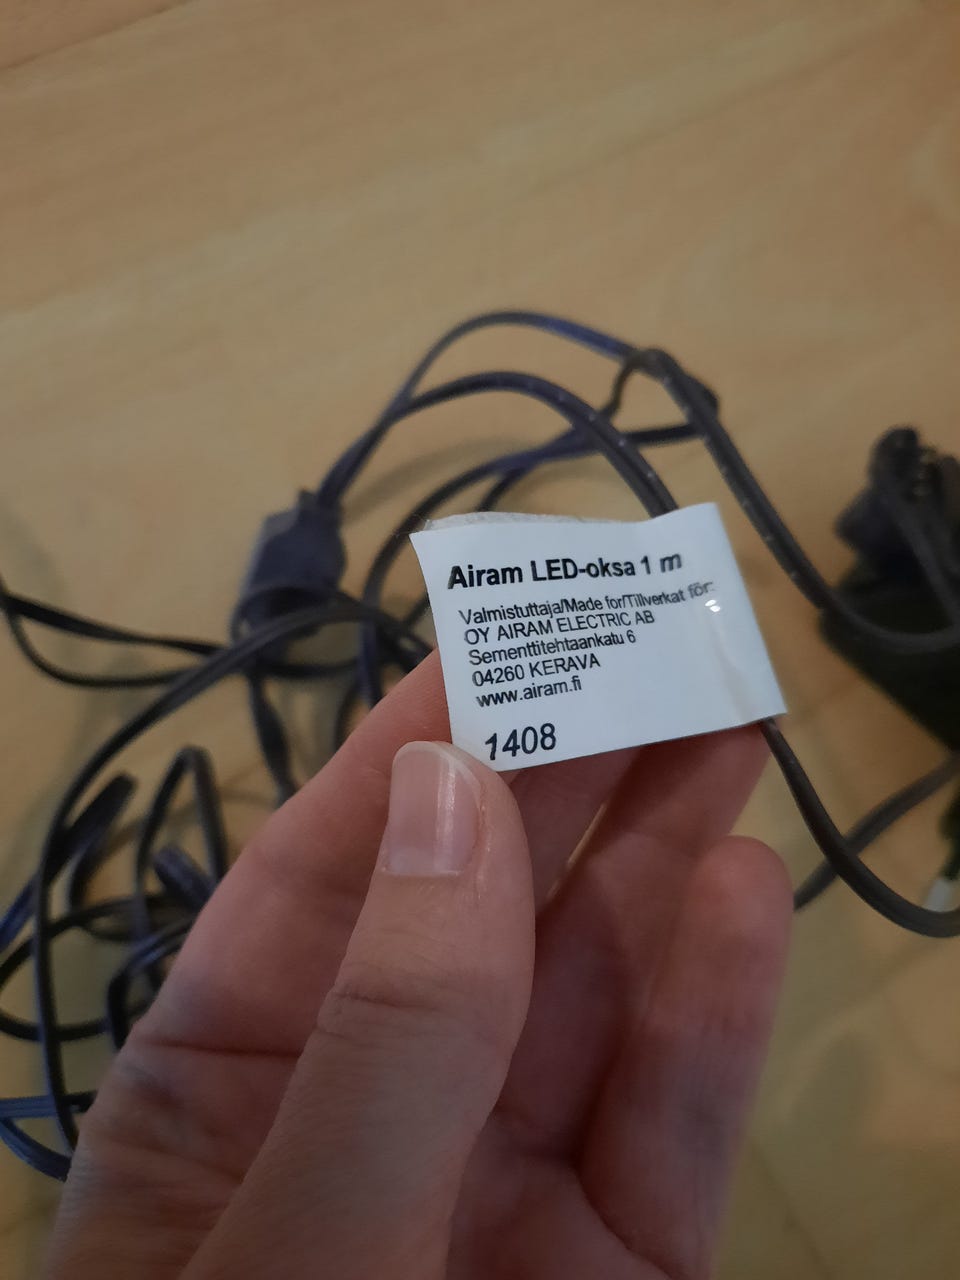 Airam LED-oksa 1 m
Valmistuttaja/Made for/Tillverkat för:
OY AIRAM ELECTRIC AB
Sementtitehtaankatu 6
04260 KERAVA
www.airam.fi
1408